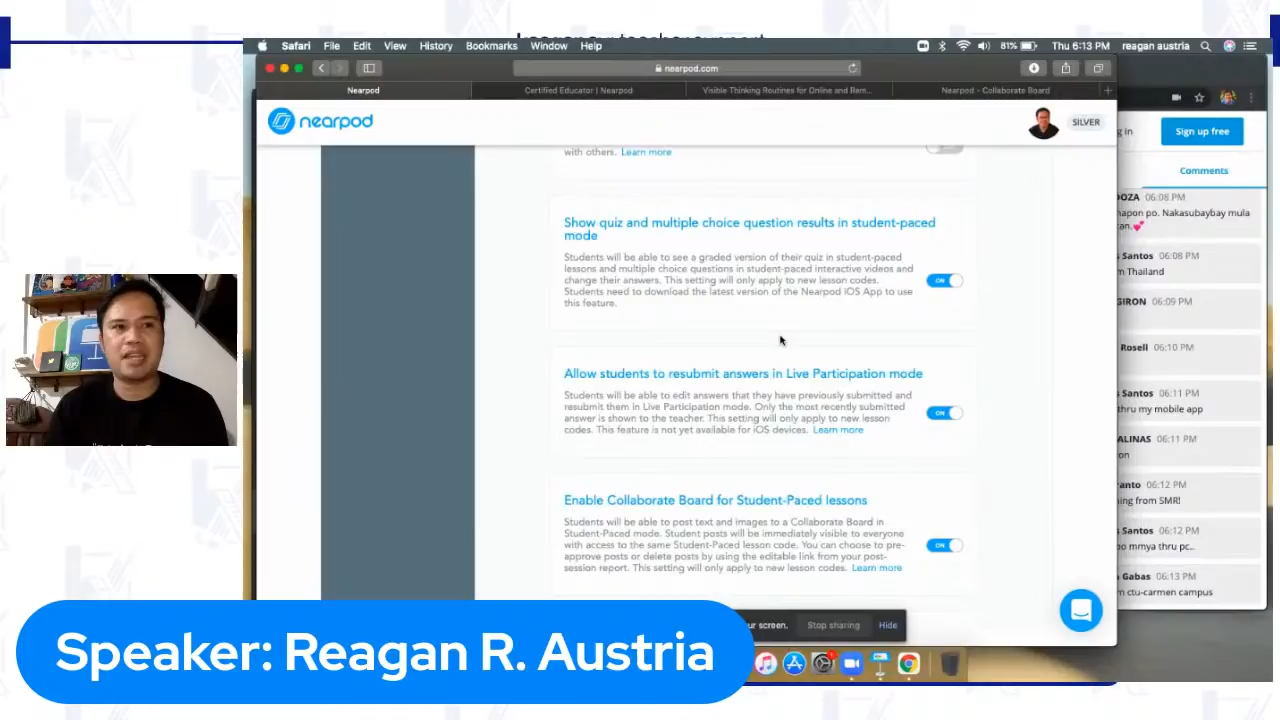 Safari File Edit View History Bookmarks Window Help 81% Thu 6:13 PM reagan austria
nearpod.com
Nearpod Certified Educator | Nearpod Visible Thinking Routines for Online and Blen... Nearpod - Collaborate Board
nearpod SILVER
Sign up free
Comments
with others. Learn more
Show quiz and multiple choice question results in student-paced
mode
Students will be able to see a graded version of their quiz in student-paced
lessons and multiple choice questions in student-paced interactive videos and
change their answers. This setting will only apply to new lesson codes.
Students need to download the latest version of the Nearpod iOS App to use
this feature.
ON
Allow students to resubmit answers in Live Participation mode
Students will be able to edit answers that they have previously submitted and
resubmit them in Live Participation mode. Only the most recently submitted
answer is shown to the teacher. This setting will only apply to new lesson
codes. This feature is not yet available for iOS devices. Learn more
ON
Enable Collaborate Board for Student-Paced lessons
Students will be able to post text and images to a Collaborate Board in
Student-Paced mode. Student posts will be immediately visible to everyone
with access to the same Student-Paced lesson code. You can choose to pre-
approve posts or delete posts by using the editable link from your post-
session report. This setting will only apply to new lesson codes. Learn more
ON
06:08 PM
po. Nakasubaybay mula
Santos 06:08 PM
Thailand
GIRON 06:09 PM
Rosell 06:10 PM
Santos 06:11 PM
thru my mobile app
06:11 PM
06:12 PM
from SMR!
Santos 06:12 PM
mmya thru pc..
Gabas 06:13 PM
ctu-carmen campus
screen. Stop sharing Hide
Speaker: Reagan R. Austria